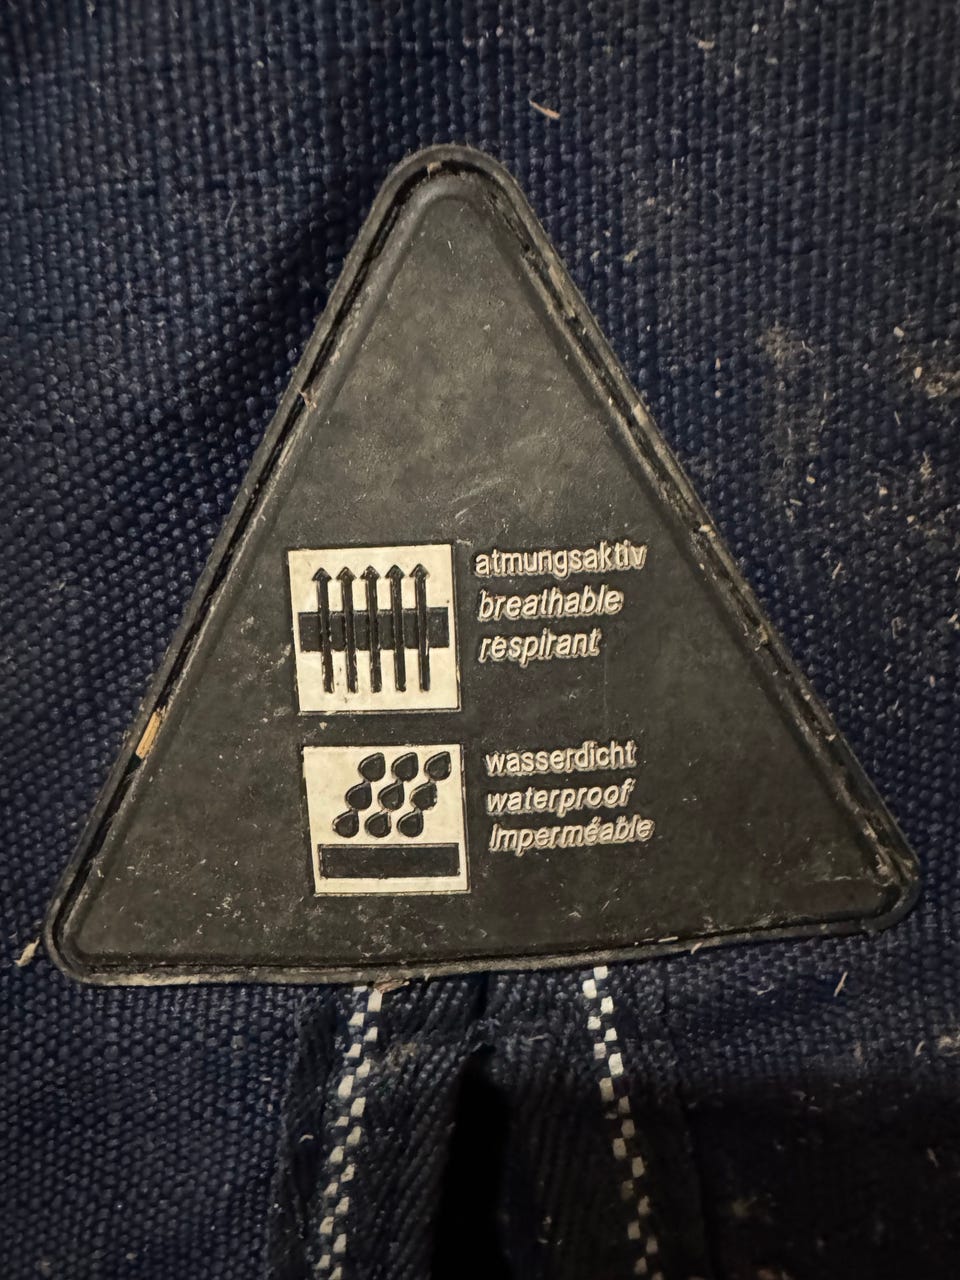 atmungsaktiv
breathable
respirant
wasserdicht
waterproof
imperméable